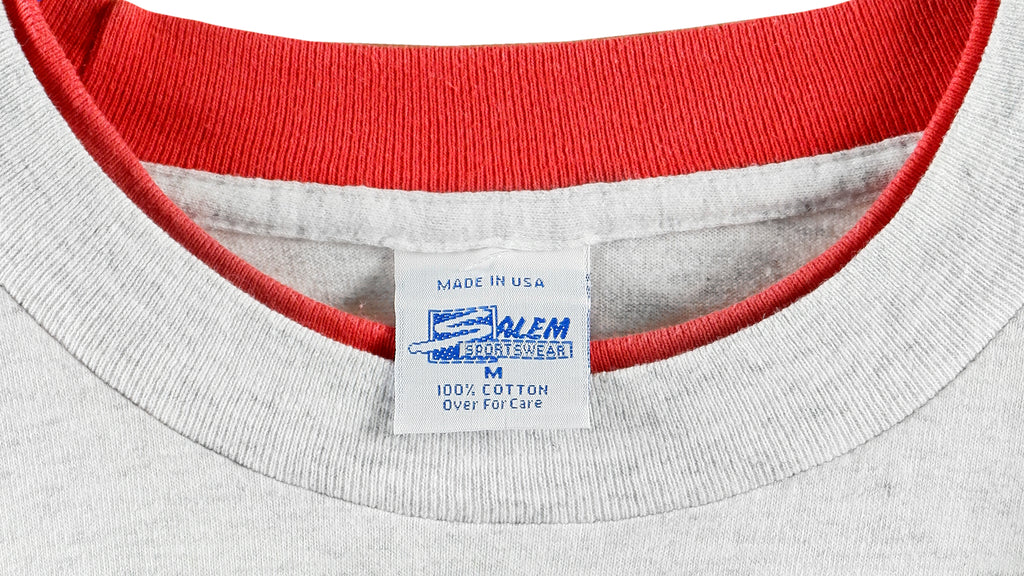 MADE IN USA
SALEM
SPORTSWEAR
M
100% COTTON
Over For Care